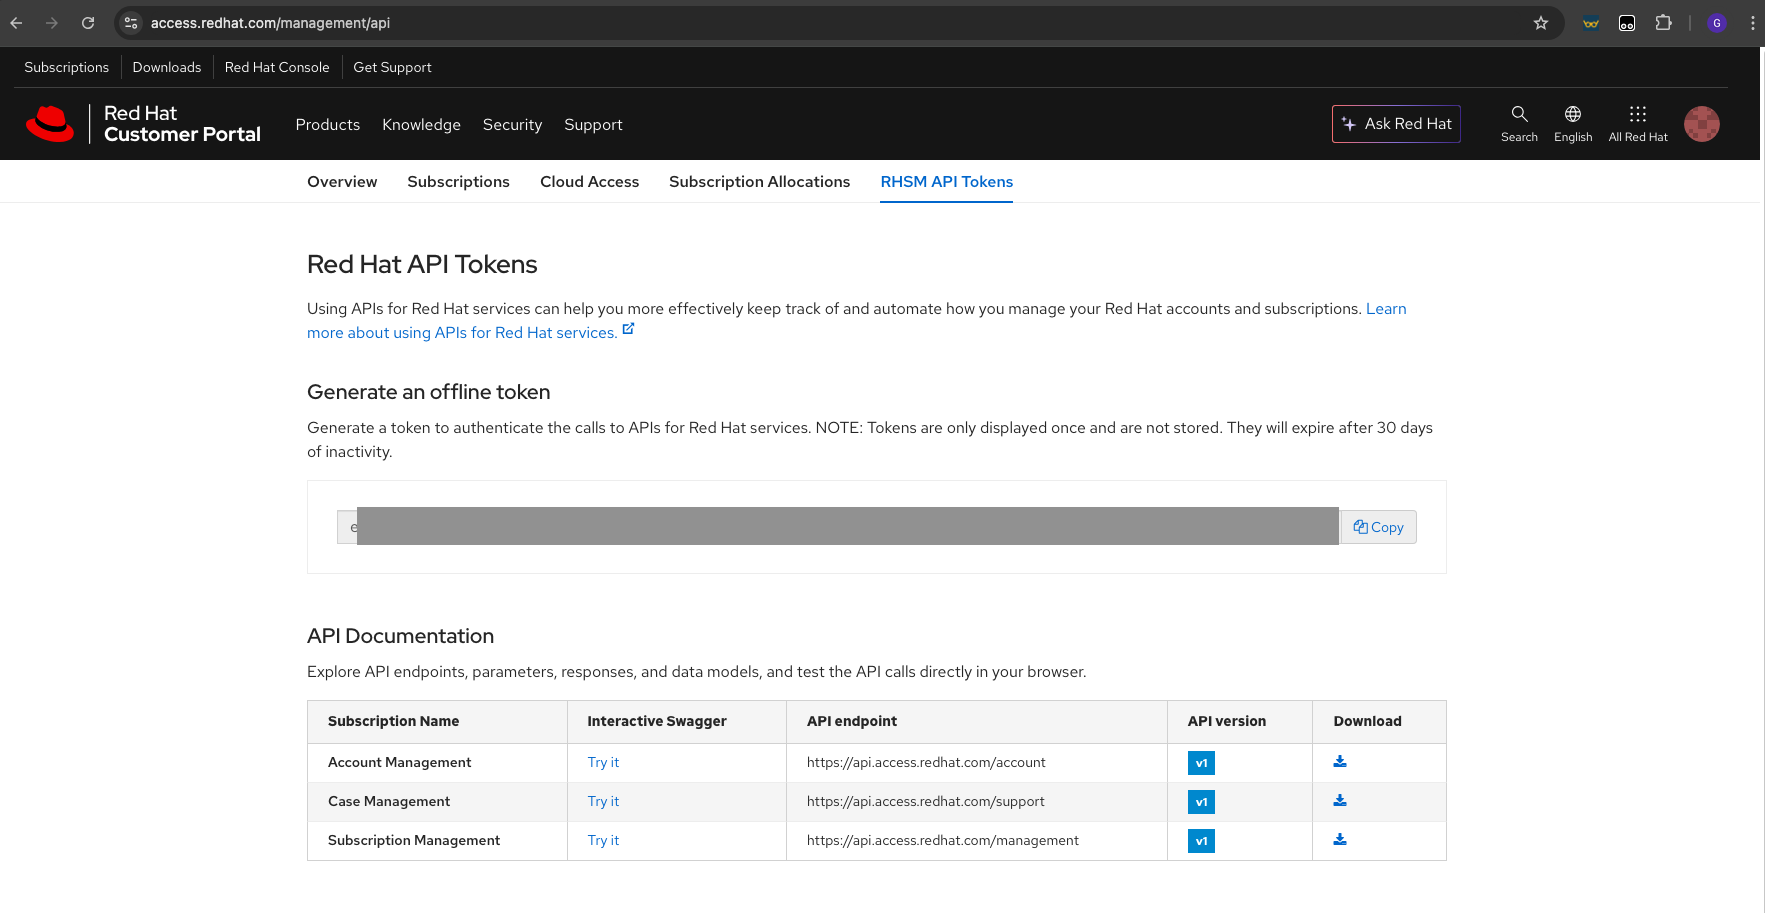 access.redhat.com/management/api
G
Subscriptions Downloads Red Hat Console Get Support
Red Hat
Customer Portal
Products Knowledge Security Support
Ask Red Hat
Search English All Red Hat
Overview Subscriptions Cloud Access Subscription Allocations RHSM API Tokens
Red Hat API Tokens
Using APIs for Red Hat services can help you more effectively keep track of and automate how you manage your Red Hat accounts and subscriptions. Learn
more about using APIs for Red Hat services.
Generate an offline token
Generate a token to authenticate the calls to APIs for Red Hat services. NOTE: Tokens are only displayed once and are not stored. They will expire after 30 days
of inactivity.
e Copy
API Documentation
Explore API endpoints, parameters, responses, and data models, and test the API calls directly in your browser.
Subscription Name Interactive Swagger API endpoint API version Download
Account Management Try it https://api.access.redhat.com/account v1
Case Management Try it https://api.access.redhat.com/support v1
Subscription Management Try it https://api.access.redhat.com/management v1